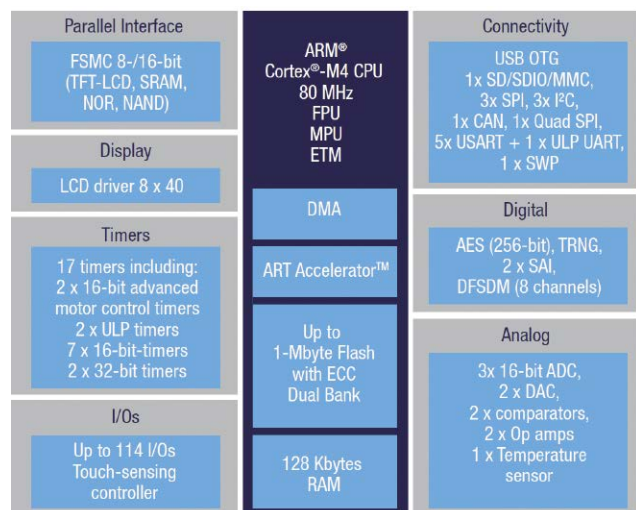 Parallel Interface
FSMC 8-/16-bit
(TFT-LCD, SRAM,
NOR, NAND)
Display
LCD driver 8 x 40
Timers
17 timers including:
2 x 16-bit advanced
motor control timers
2 x ULP timers
7 x 16-bit-timers
2 x 32-bit timers
I/Os
Up to 114 I/Os
Touch-sensing
controller
ARM®
Cortex®-M4 CPU
80 MHz
FPU
MPU
ETM
DMA
ART Accelerator™
Up to
1-Mbyte Flash
with ECC
Dual Bank
128 Kbytes
RAM
Connectivity
USB OTG
1x SD/SDIO/MMC,
3x SPI, 3x I²C,
1x CAN, 1x Quad SPI,
5x USART + 1 x ULP UART,
1 x SWP
Digital
AES (256-bit), TRNG,
2 x SAI,
DFSDM (8 channels)
Analog
3x 16-bit ADC,
2 x DAC,
2 x comparators,
2 x Op amps
1 x Temperature
sensor